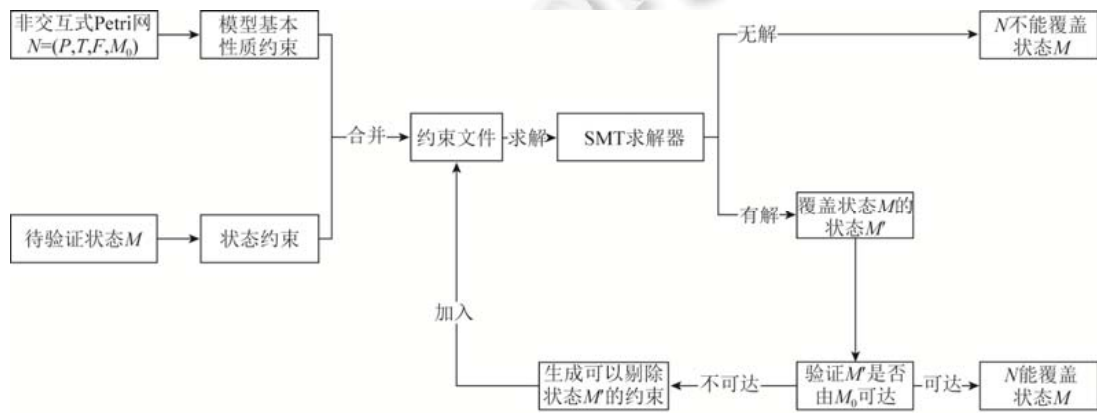 非交互式Petri网
N=(P,T,F,M₀)
模型基本
性质约束
无解
N不能覆盖
状态M
合并
约束文件
求解
SMT求解器
待验证状态M
状态约束
有解
覆盖状态M的
状态M′
加入
生成可以剔除
状态M′的约束
不可达
验证M′是否
由M₀可达
可达
N能覆盖
状态M